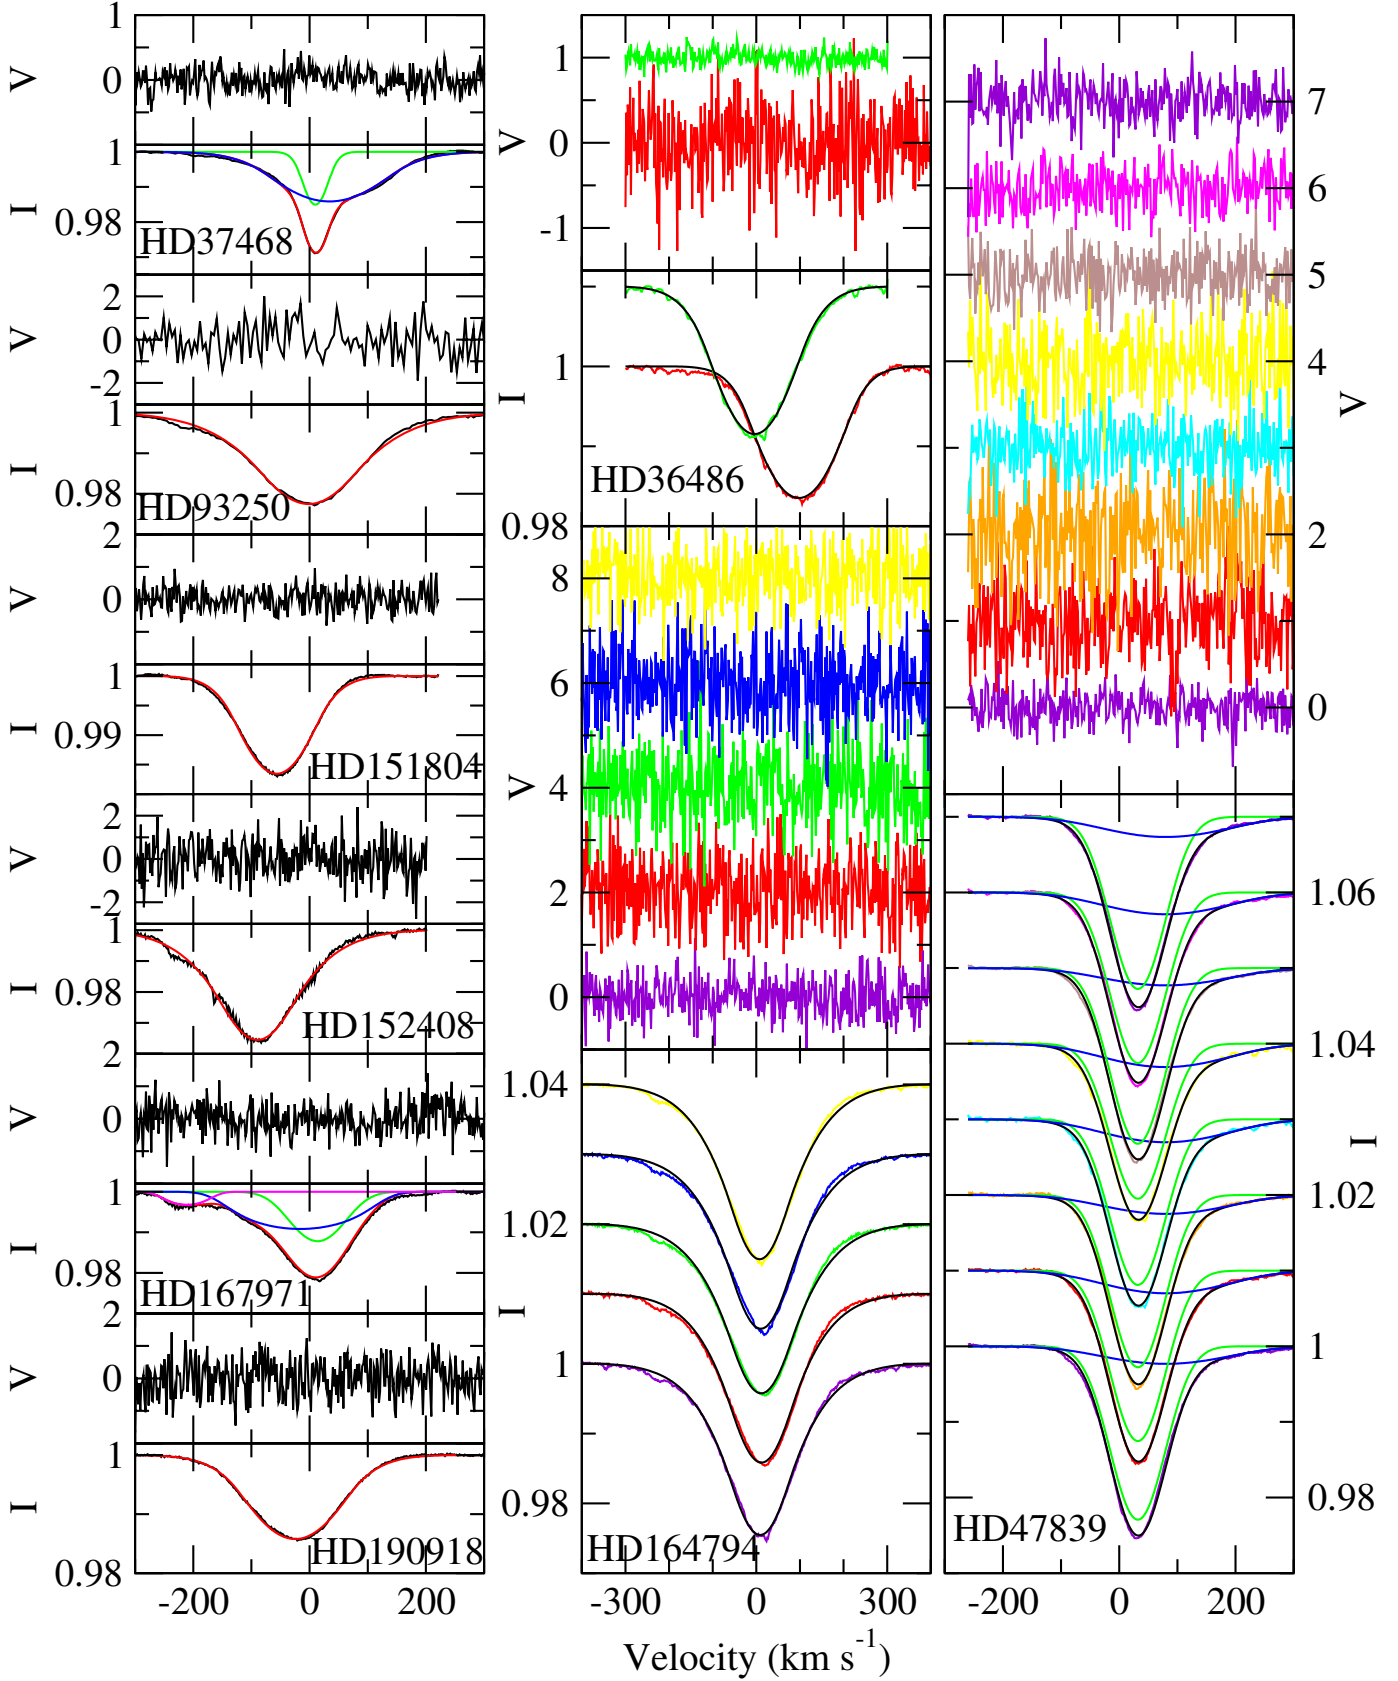 1
V
0
1
I
0.98
HD37468
2
V
0
-2
1
I
0.98
HD93250
2
V
0
1
I
0.99
HD151804
2
V
0
-2
1
I
0.98
HD152408
2
V
0
1
I
0.98
HD167971
2
V
0
1
I
0.98
HD190918
-200 0 200
1
V
0
-1
1
I
HD36486
0.98
8
6
V
4
2
0
1.04
1.02
I
1
0.98
HD164794
-300 0 300
7
6
5
4
V
2
0
1.06
1.04
I
1.02
1
0.98
HD47839
-200 0 200
Velocity (km s-1)